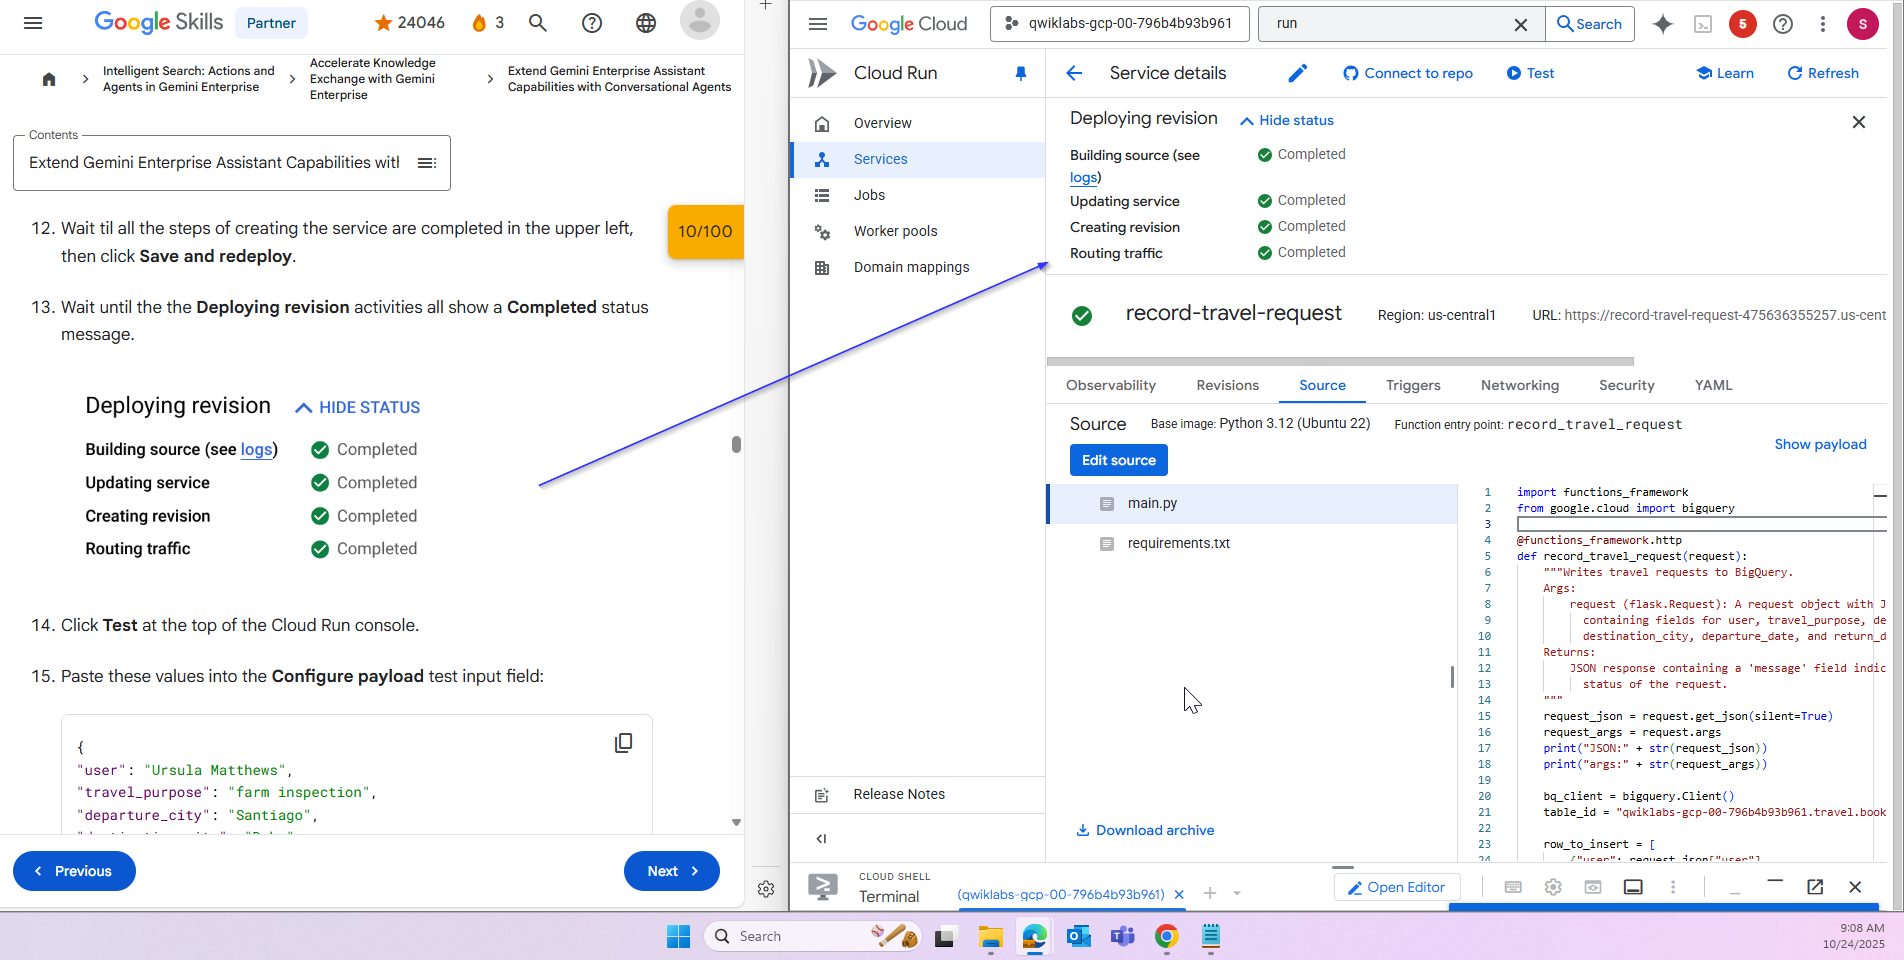 Google Skills
Partner
24046
3
Intelligent Search: Actions and
Agents in Gemini Enterprise
Accelerate Knowledge
Exchange with Gemini
Enterprise
Extend Gemini Enterprise Assistant
Capabilities with Conversational Agents
Contents
Extend Gemini Enterprise Assistant Capabilities with
10/100
12. Wait til all the steps of creating the service are completed in the upper left,
then click Save and redeploy.
13. Wait until the the Deploying revision activities all show a Completed status
message.
Deploying revision
HIDE STATUS
Building source (see logs) Completed
Updating service Completed
Creating revision Completed
Routing traffic Completed
14. Click Test at the top of the Cloud Run console.
15. Paste these values into the Configure payload test input field:
{
"user": "Ursula Matthews",
"travel_purpose": "farm inspection",
"departure_city": "Santiago",
Previous
Next
Google Cloud
qwiklabs-gcp-00-796b4b93b961
run
Search
5
S
Cloud Run
Overview
Services
Jobs
Worker pools
Domain mappings
Release Notes
Service details
Connect to repo
Test
Learn
Refresh
Deploying revision
Hide status
Building source (see
logs)
Completed
Updating service Completed
Creating revision Completed
Routing traffic Completed
record-travel-request
Region: us-central1
URL: https://record-travel-request-475636355257.us-cent
Observability
Revisions
Source
Triggers
Networking
Security
YAML
Source
Base image: Python 3.12 (Ubuntu 22)
Function entry point: record_travel_request
Show payload
Edit source
main.py
requirements.txt
Download archive
1 import functions_framework
2 from google.cloud import bigquery
3
4 @functions_framework.http
5 def record_travel_request(request):
6 """Writes travel requests to BigQuery.
7 Args:
8 request (flask.Request): A request object with J
9 containing fields for user, travel_purpose, de
10 destination_city, departure_date, and return_d
11 Returns:
12 JSON response containing a 'message' field indic
13 status of the request.
14 """
15 request_json = request.get_json(silent=True)
16 request_args = request.args
17 print("JSON:" + str(request_json))
18 print("args:" + str(request_args))
19
20 bq_client = bigquery.Client()
21 table_id = "qwiklabs-gcp-00-796b4b93b961.travel.book
22
23 row_to_insert = [
24 {"user": request_json["user"]
CLOUD SHELL
Terminal
(qwiklabs-gcp-00-796b4b93b961)
Open Editor
Search
9:08 AM
10/24/2025